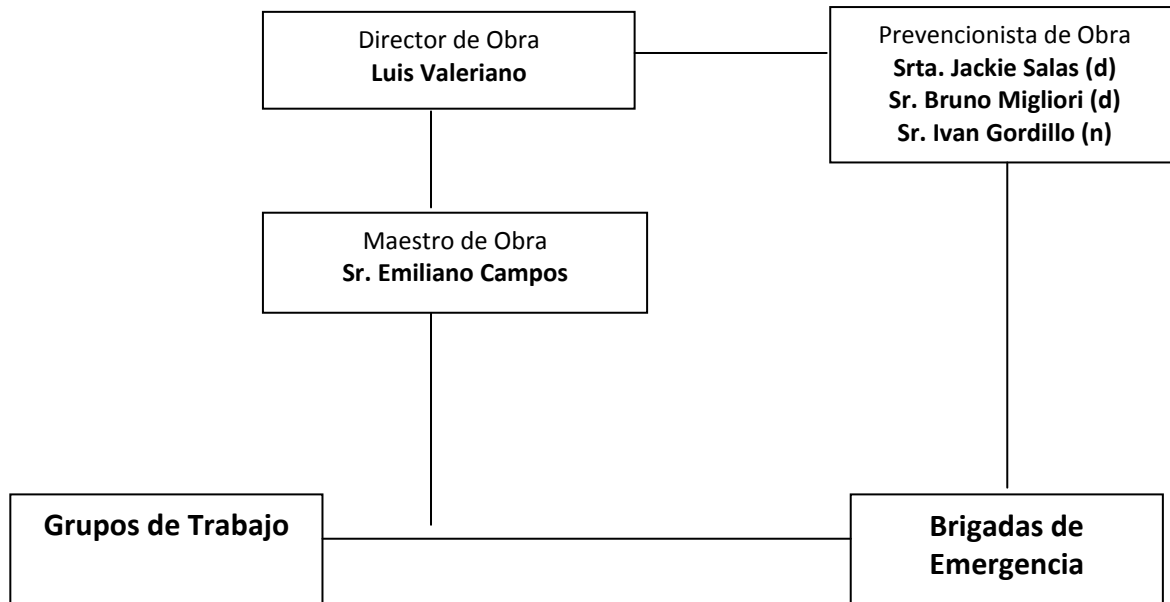 Director de Obra
Luis Valeriano
Prevencionista de Obra
Srta. Jackie Salas (d)
Sr. Bruno Migliori (d)
Sr. Ivan Gordillo (n)
Maestro de Obra
Sr. Emiliano Campos
Grupos de Trabajo
Brigadas de
Emergencia